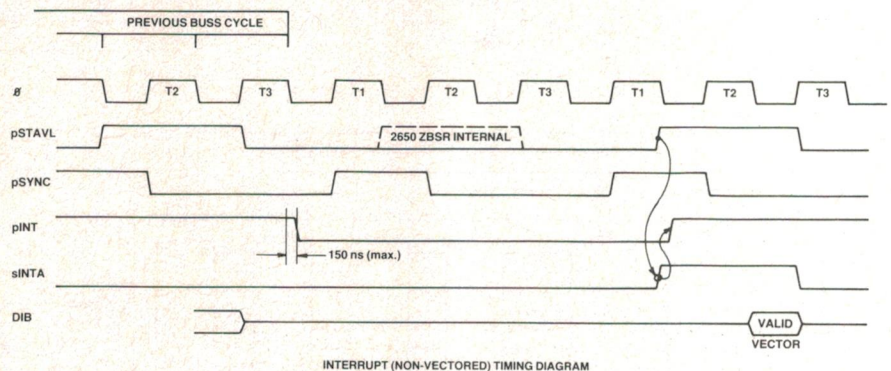 PREVIOUS BUSS CYCLE
ø T2 T3 T1 T2 T3 T1 T2 T3
pSTAVL 2650 ZBSR INTERNAL
pSYNC
pINT
150 ns (max.)
sINTA
DIB VALID
VECTOR
INTERRUPT (NON-VECTORED) TIMING DIAGRAM